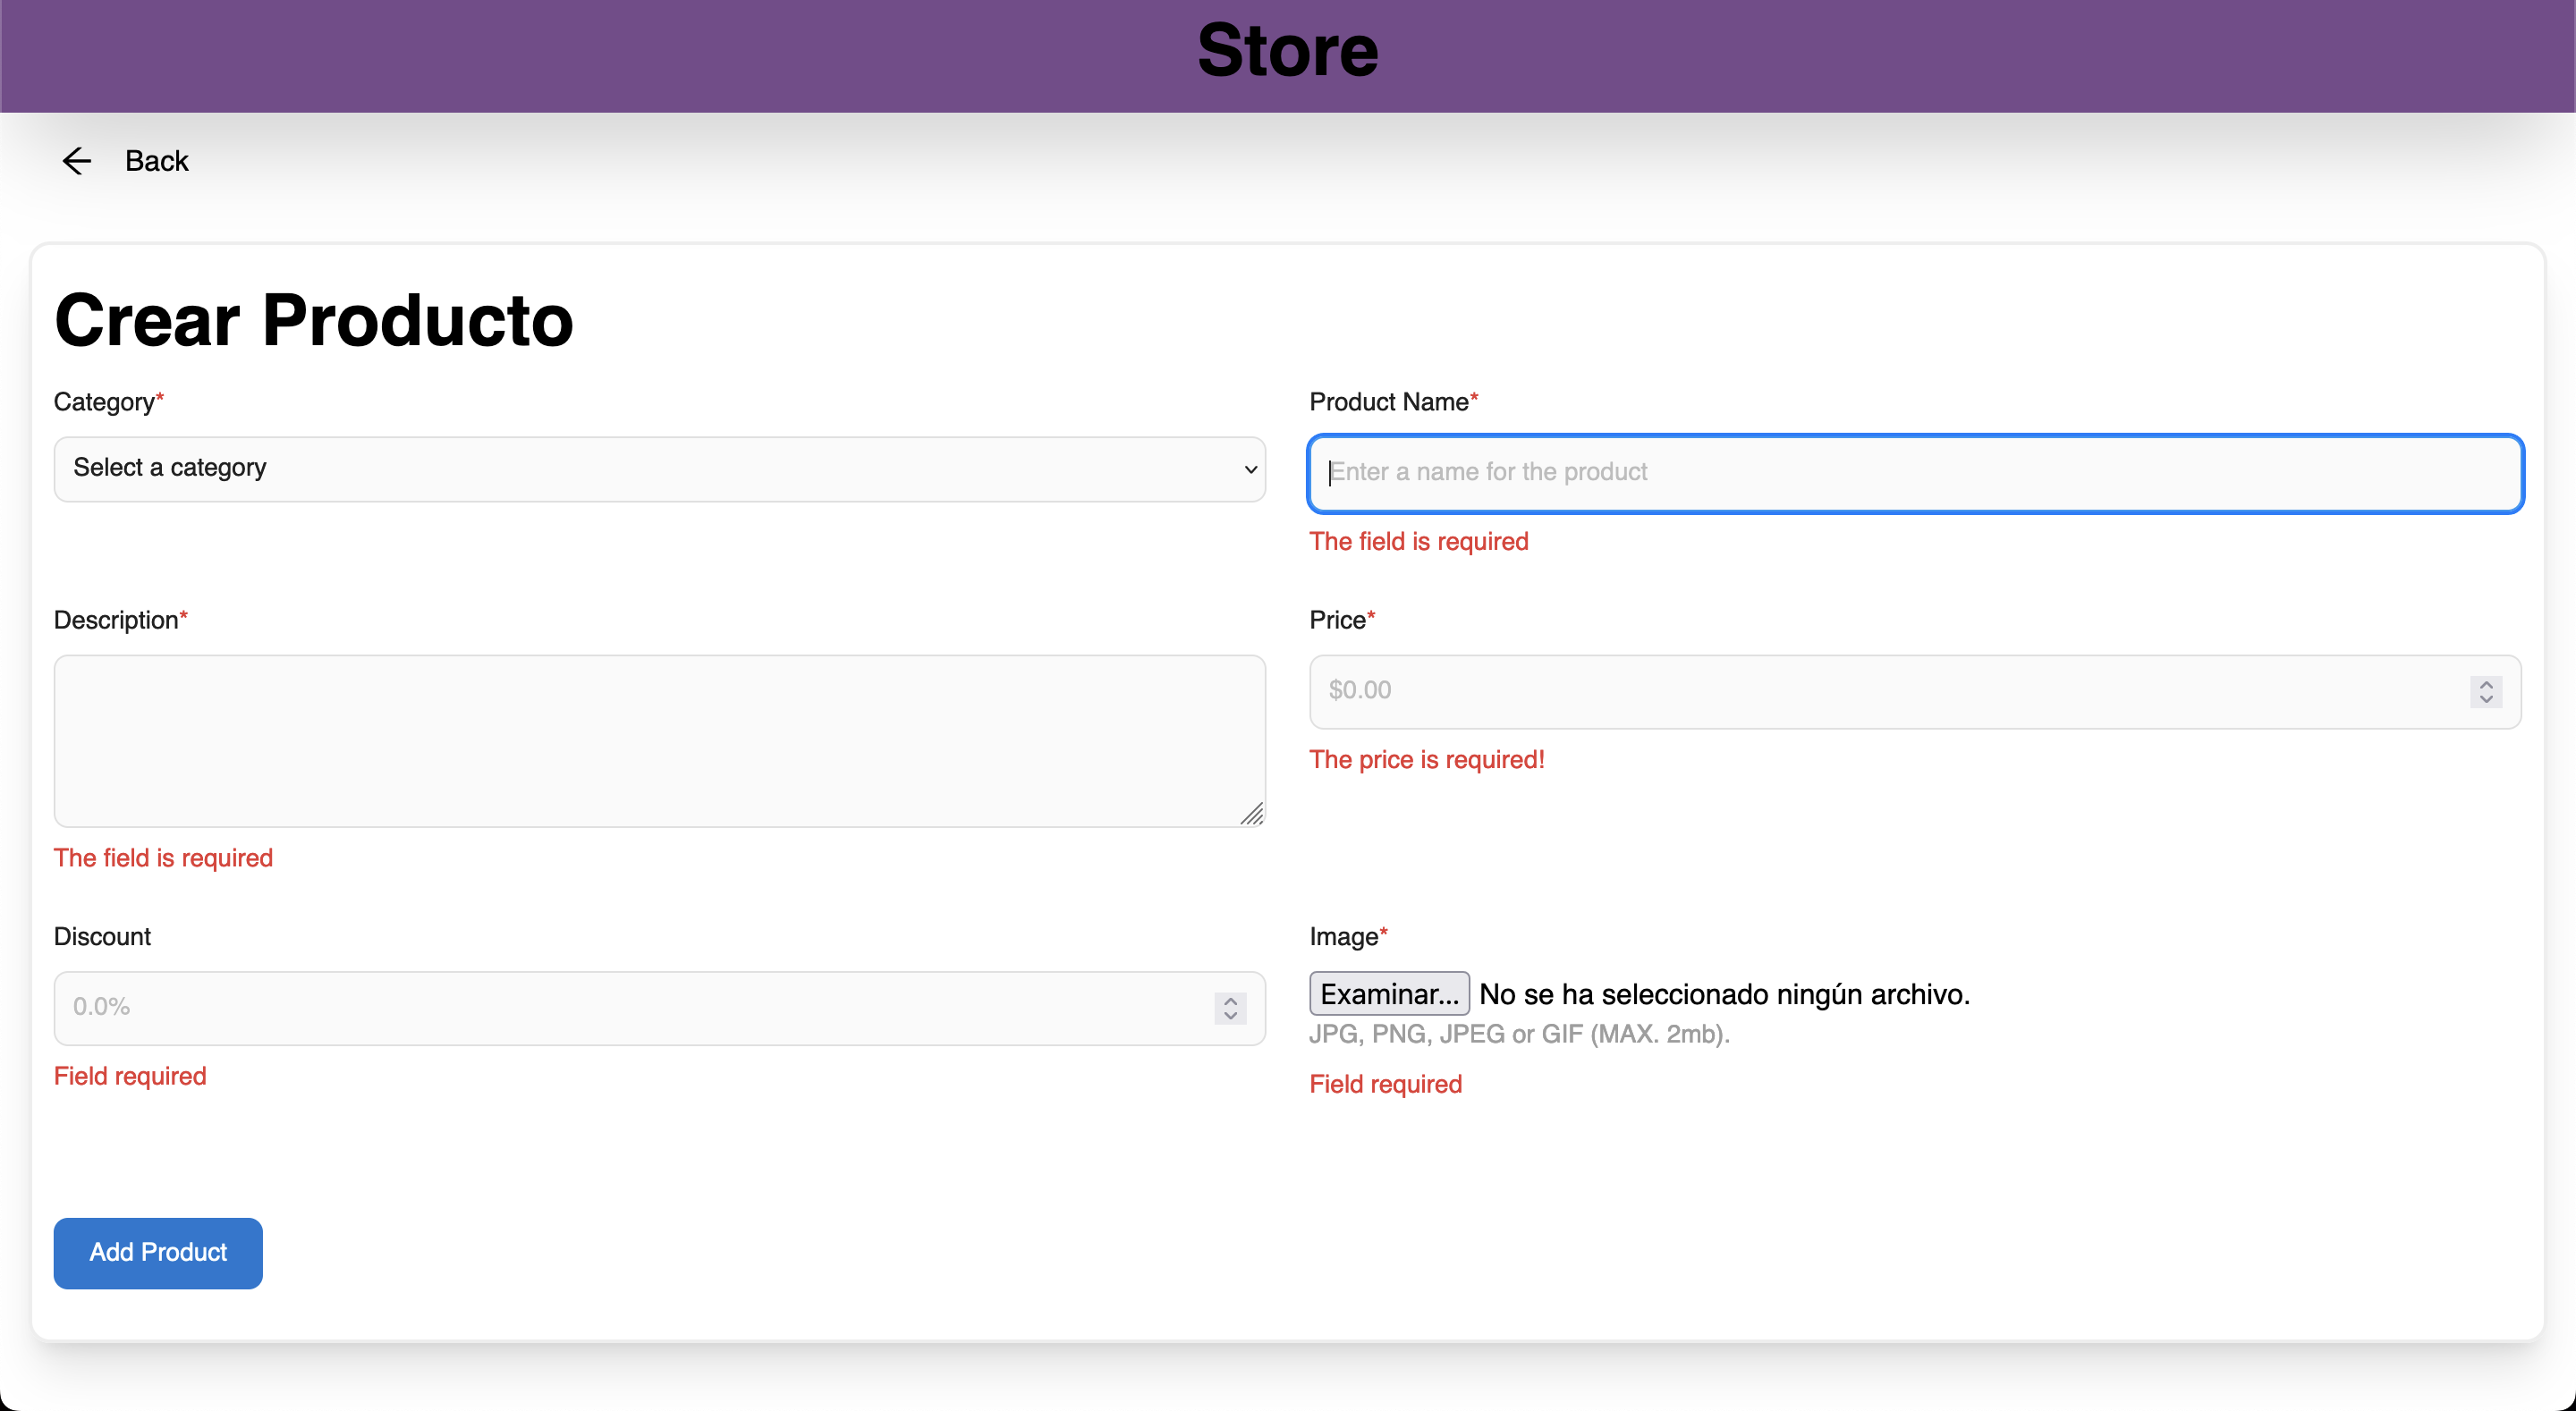 Store
Back
Crear Producto
Category*
Select a category
Product Name*
Enter a name for the product
The field is required
Description*
The field is required
Price*
$0.00
The price is required!
Discount
0.0%
Field required
Image*
Examinar... No se ha seleccionado ningún archivo.
JPG, PNG, JPEG or GIF (MAX. 2mb).
Field required
Add Product